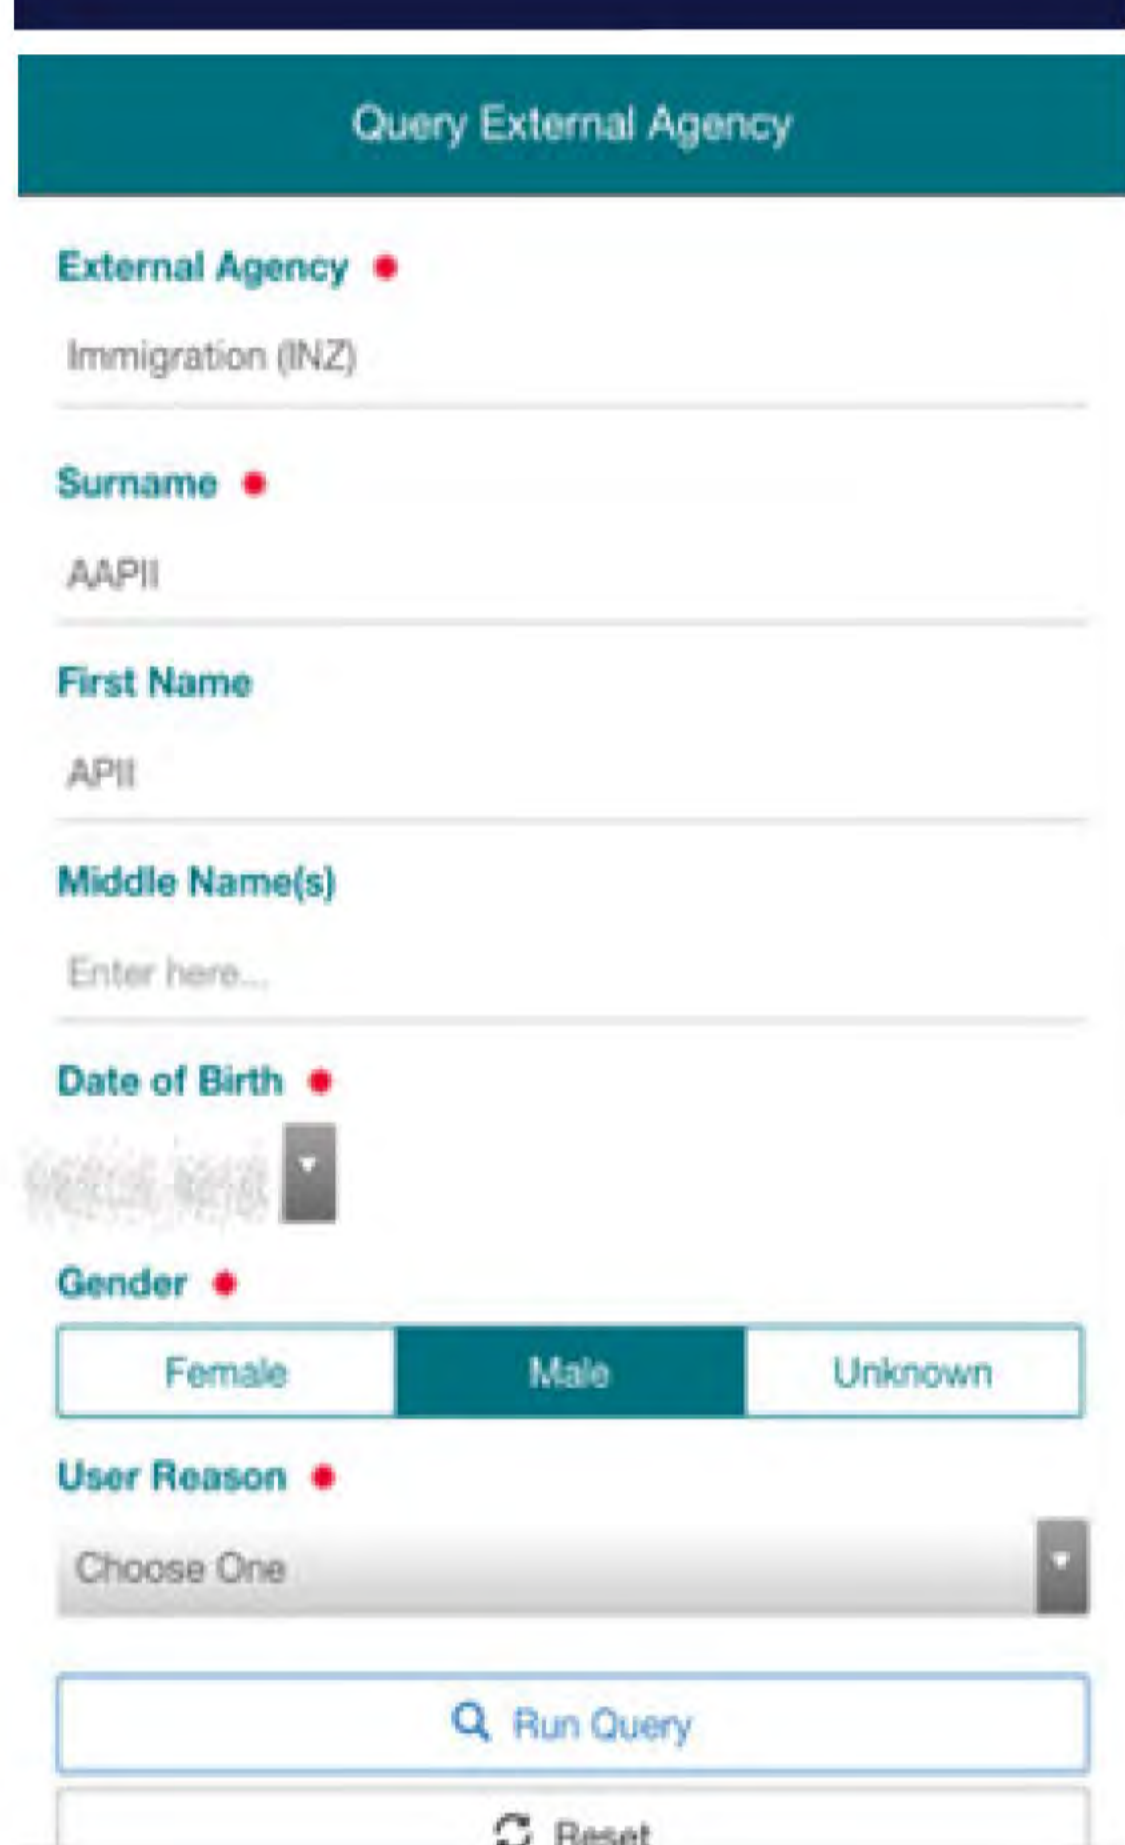 Query External Agency
External Agency
Immigration (INZ)
Surname
AAPII
First Name
APII
Middle Name(s)
Enter here...
Date of Birth
Gender
Female Male Unknown
User Reason
Choose One
Run Query
Reset